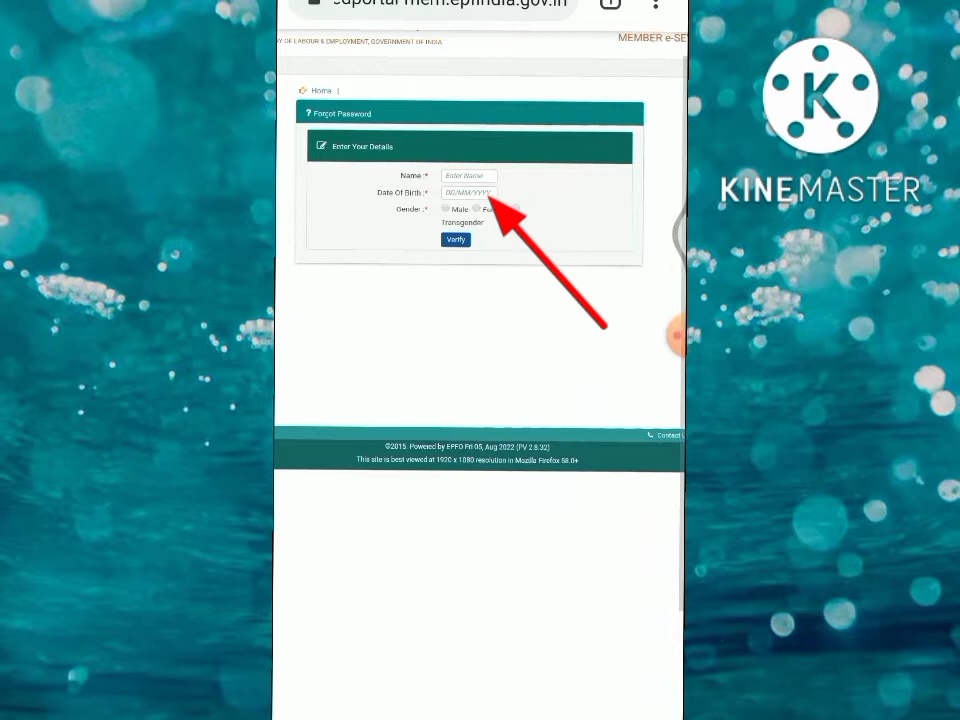 edportal-mem.epfindia.gov.in
OF LABOUR & EMPLOYMENT, GOVERNMENT OF INDIA
MEMBER e-SE
Home |
? Forgot Password
Enter Your Details
Name :* Enter Name
Date Of Birth :* DD/MM/YYYY
Gender :* Male
Transgender
Verify
Contact U
©2015. Powered by EPFO Fri 05, Aug 2022 (PV 2.8.32)
This site is best viewed at 1920 x 1080 resolution in Mozilla Firefox 58.0+
K
KINEMASTER